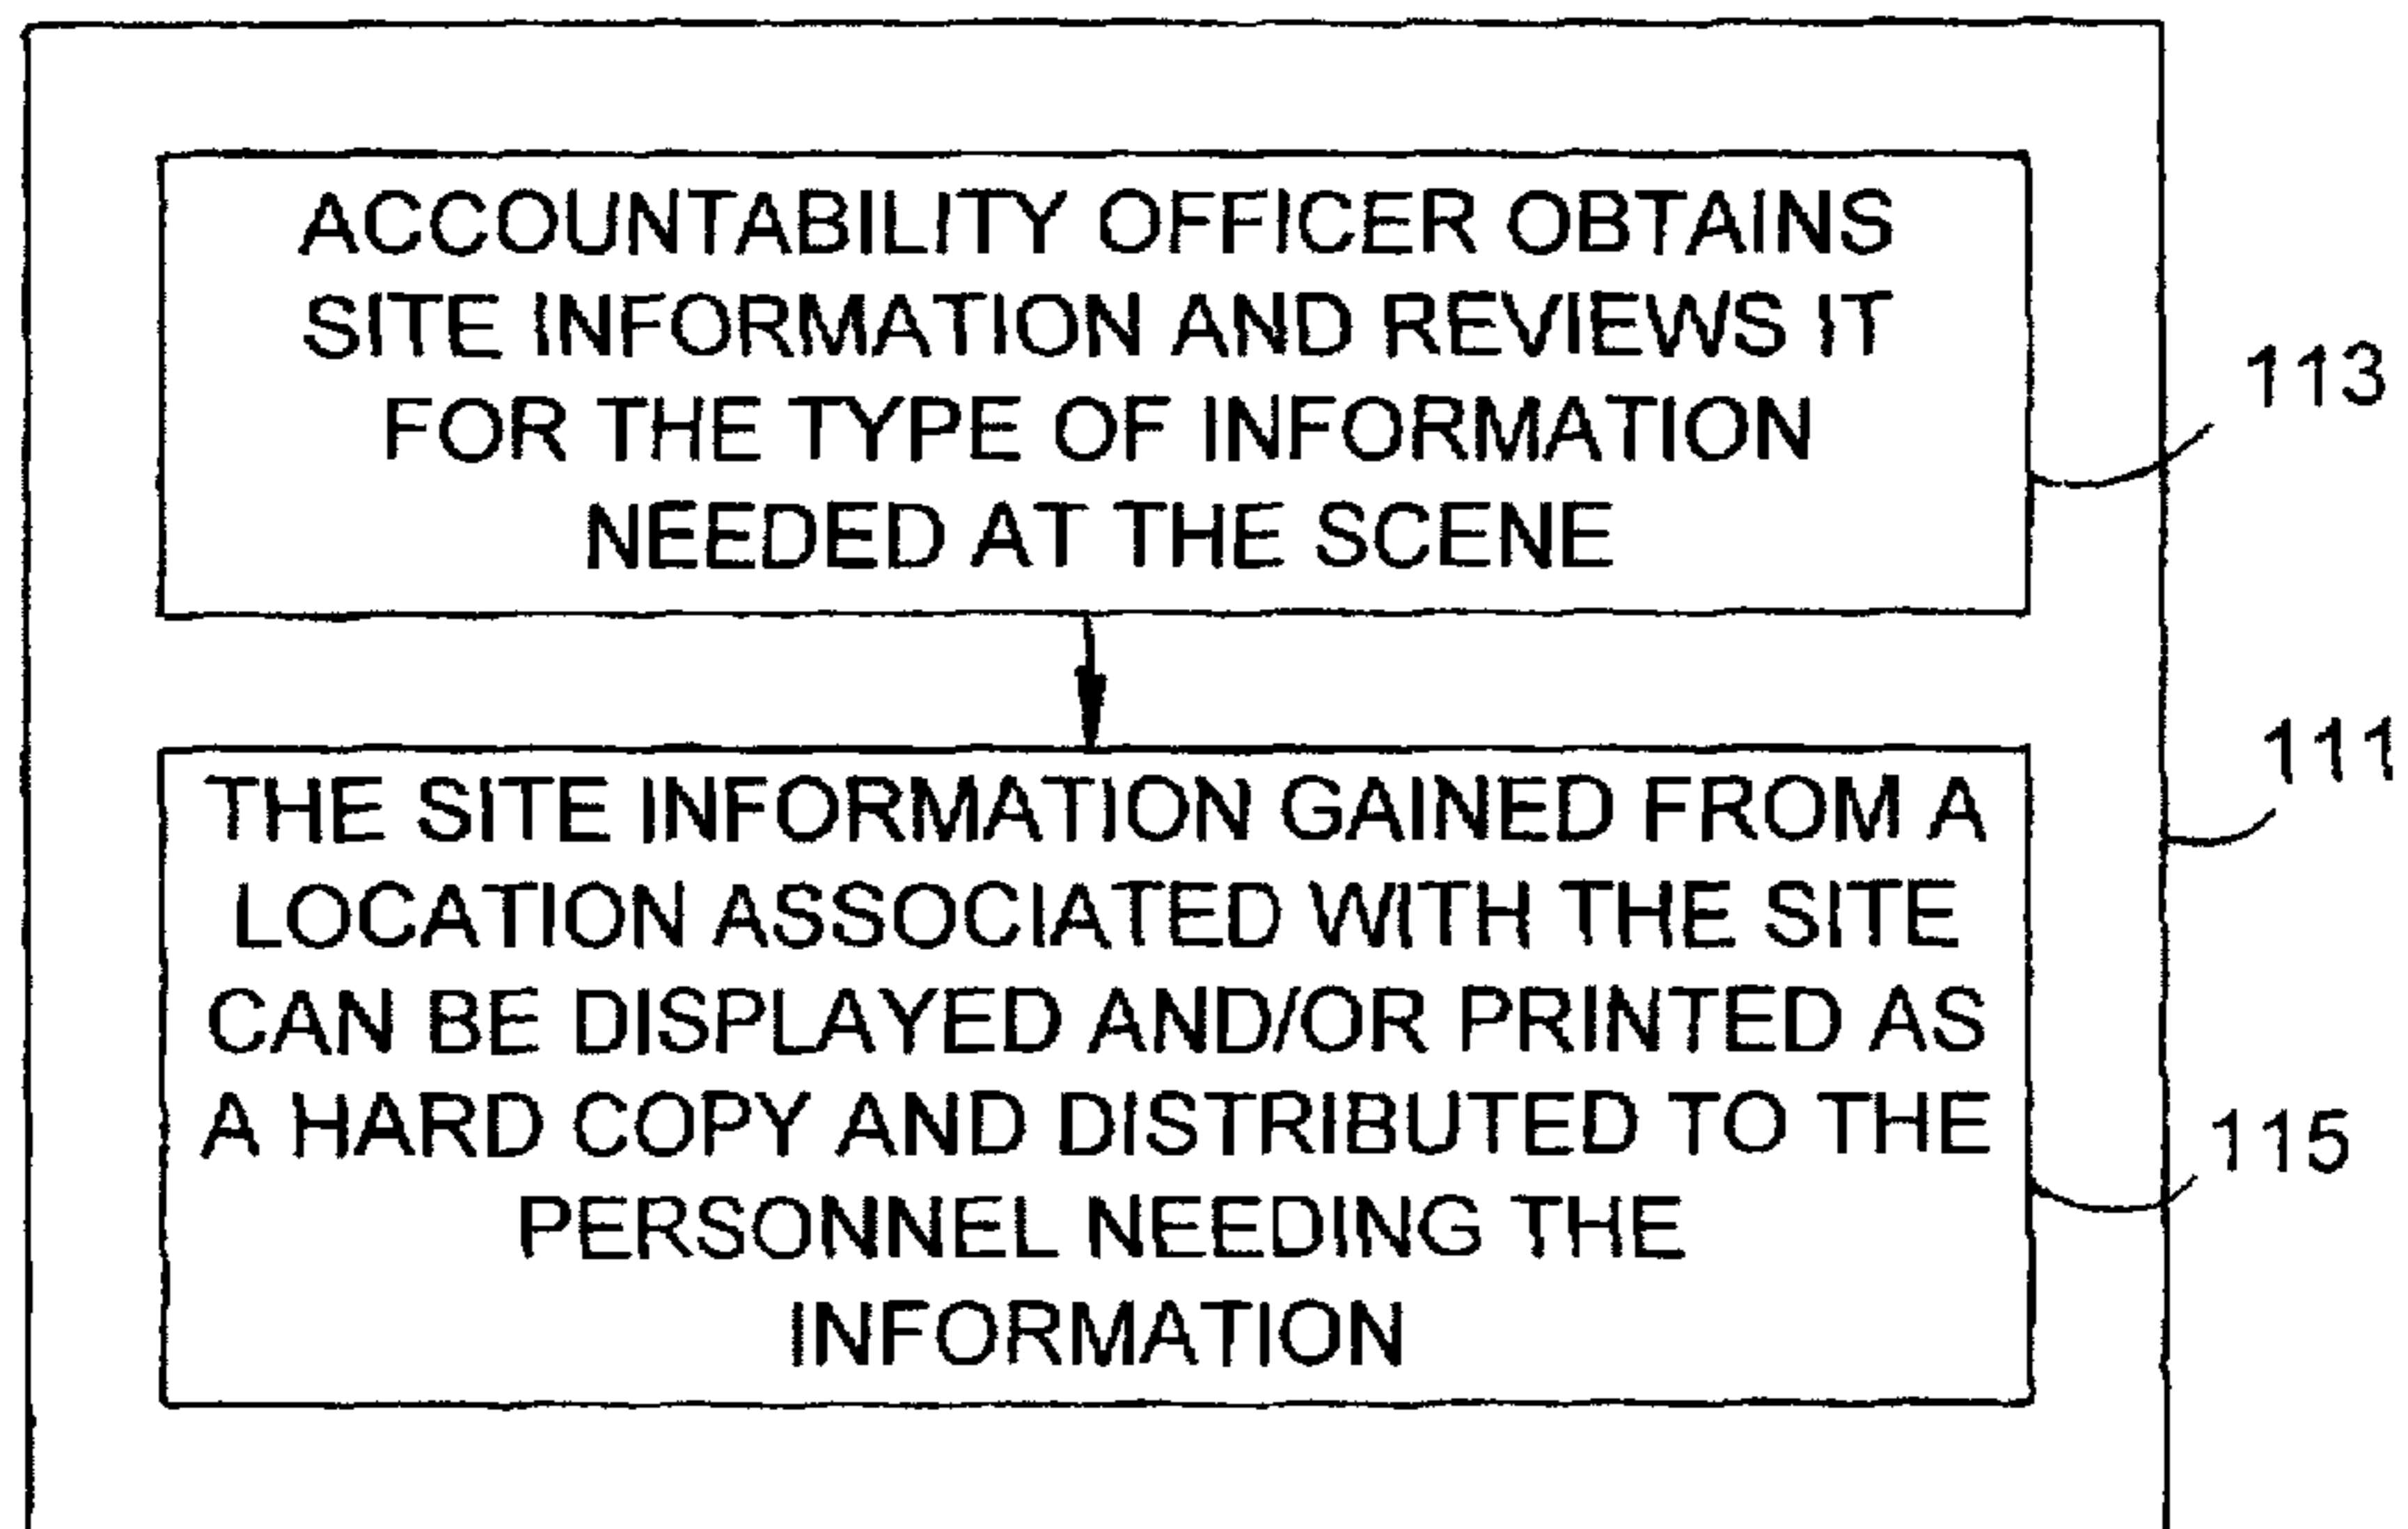 ACCOUNTABILITY OFFICER OBTAINS
SITE INFORMATION AND REVIEWS IT
FOR THE TYPE OF INFORMATION
NEEDED AT THE SCENE
113
THE SITE INFORMATION GAINED FROM A
LOCATION ASSOCIATED WITH THE SITE
CAN BE DISPLAYED AND/OR PRINTED AS
A HARD COPY AND DISTRIBUTED TO THE
PERSONNEL NEEDING THE
INFORMATION
111
115